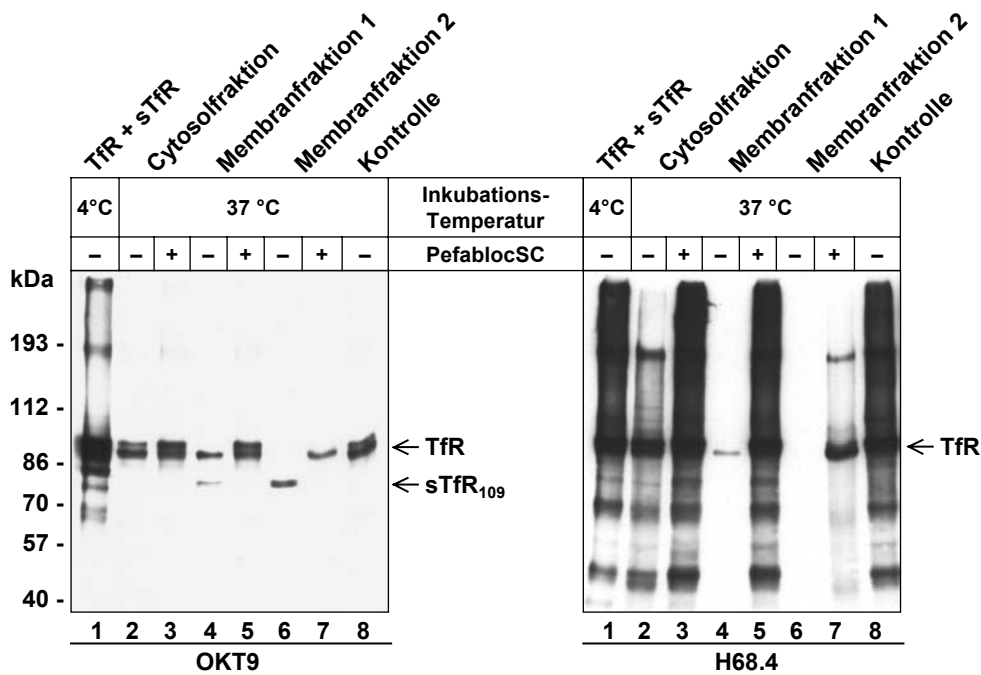 TfR + sTfR
Cytosolfraktion
Membranfraktion 1
Membranfraktion 2
Kontrolle
TfR + sTfR
Cytosolfraktion
Membranfraktion 1
Membranfraktion 2
Kontrolle
4°C 37 °C Inkubations-Temperatur 4°C 37 °C
– – + – + – + – PefablocSC – – + – + – + –
kDa
193 -
112 -
86 -
70 -
57 -
40 -
← TfR
← sTfR109
← TfR
1 2 3 4 5 6 7 8 1 2 3 4 5 6 7 8
OKT9 H68.4